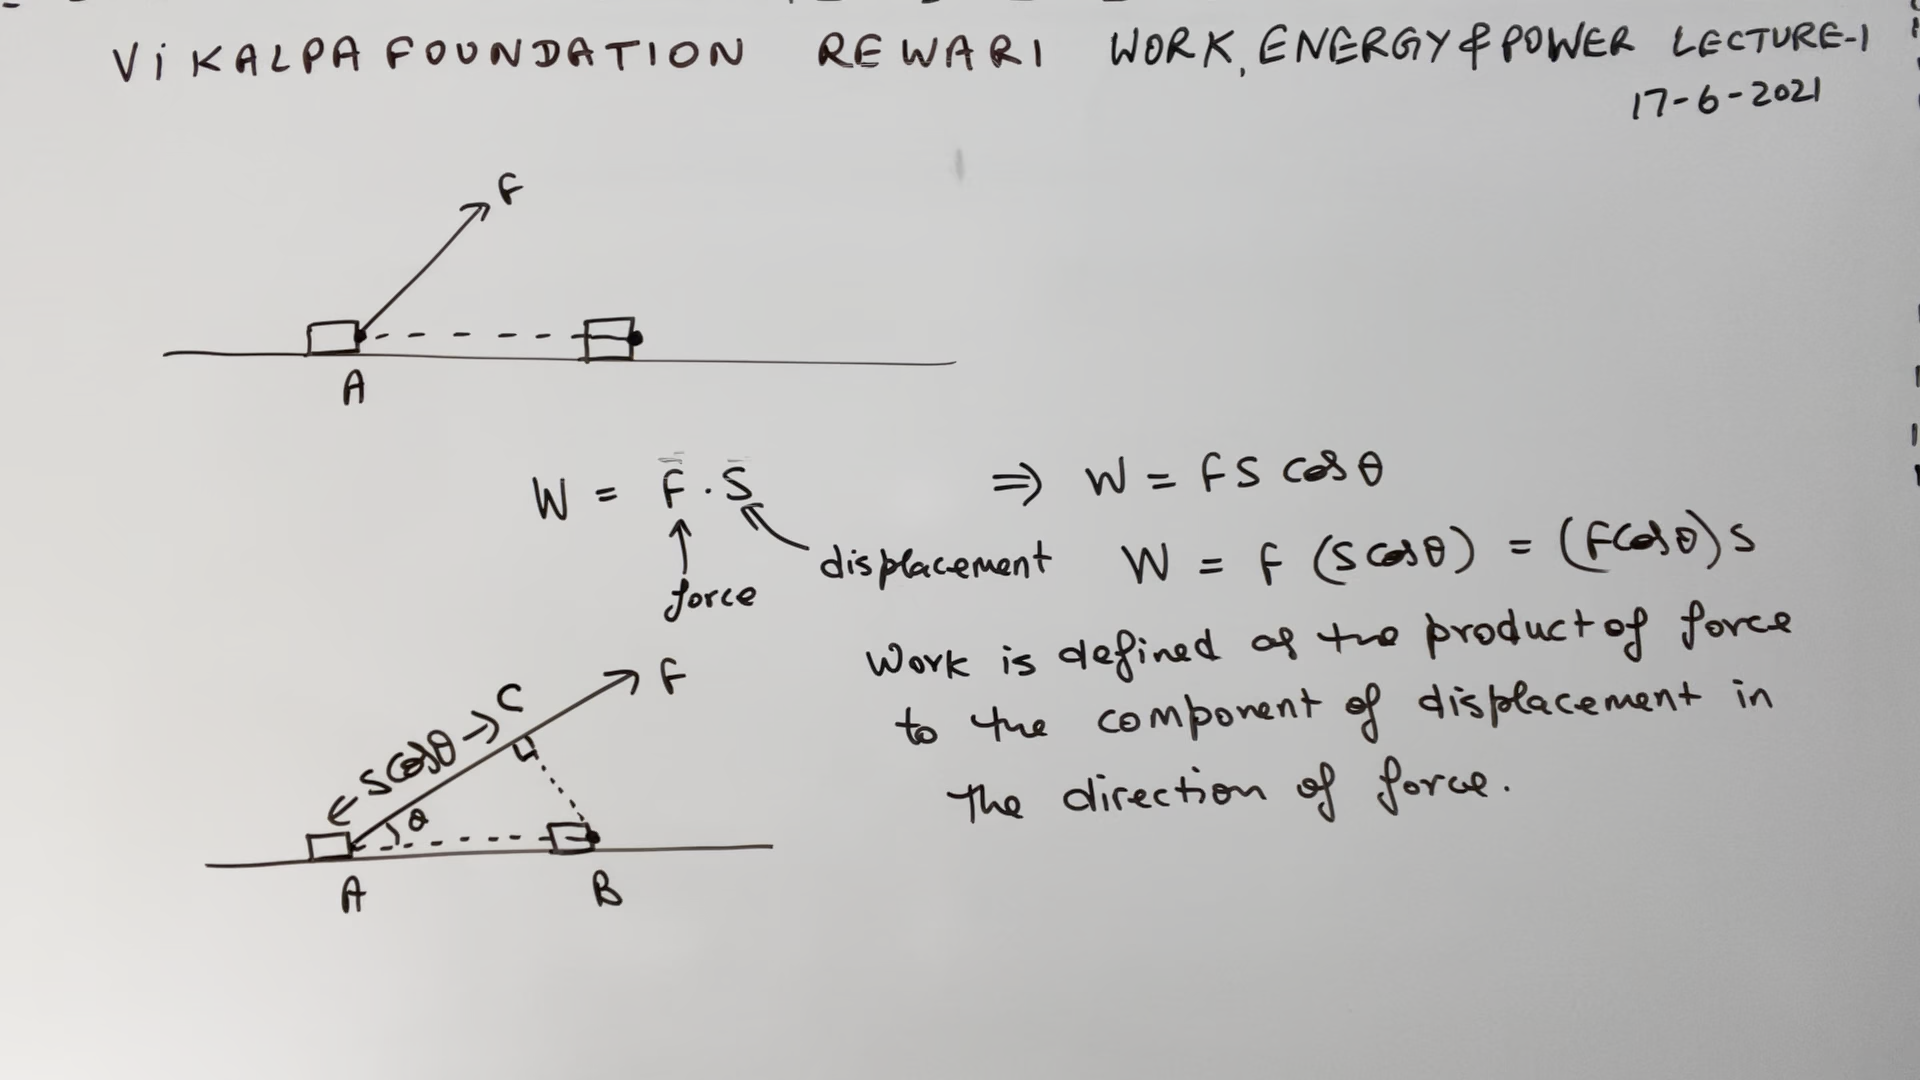 ViKALPA FOUNDATION REWARI WORK, ENERGY & POWER LECTURE-1
17-6-2021
F
A
W = F̅ . S̅ ⇒ W = FS cosθ
force
displacement W = F (S cosθ) = (Fcosθ) S
Work is defined as the product of force
to the component of displacement in
the direction of force.
F
C
← S cosθ →
θ
A B